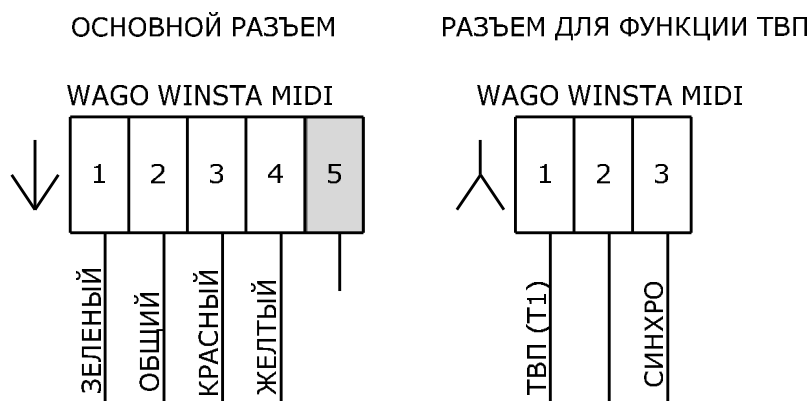 ОСНОВНОЙ РАЗЪЕМ
WAGO WINSTA MIDI
1 2 3 4 5
ЗЕЛЕНЫЙ
ОБЩИЙ
КРАСНЫЙ
ЖЕЛТЫЙ
РАЗЪЕМ ДЛЯ ФУНКЦИИ ТВП
WAGO WINSTA MIDI
1 2 3
ТВП (Т1)
СИНХРО